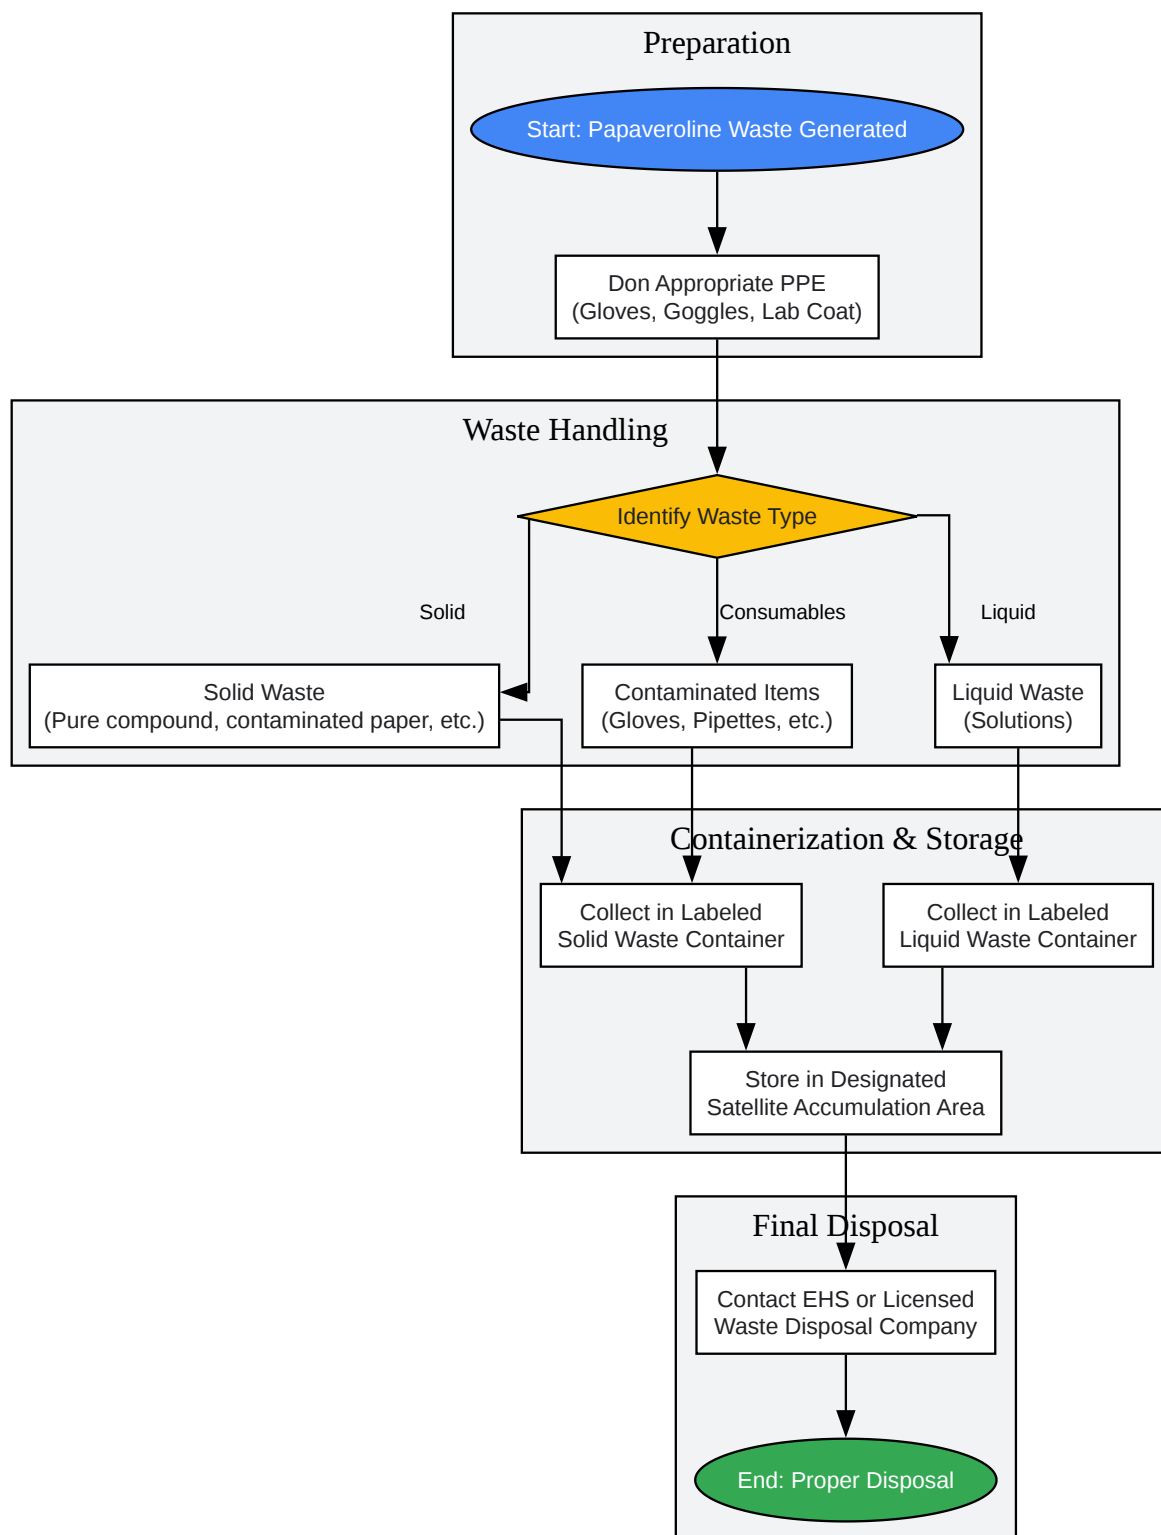 Preparation
Start: Papaveroline Waste Generated
Don Appropriate PPE
(Gloves, Goggles, Lab Coat)
Waste Handling
Identify Waste Type
Solid
Consumables
Liquid
Solid Waste
(Pure compound, contaminated paper, etc.)
Contaminated Items
(Gloves, Pipettes, etc.)
Liquid Waste
(Solutions)
Containerization & Storage
Collect in Labeled
Solid Waste Container
Collect in Labeled
Liquid Waste Container
Store in Designated
Satellite Accumulation Area
Final Disposal
Contact EHS or Licensed
Waste Disposal Company
End: Proper Disposal